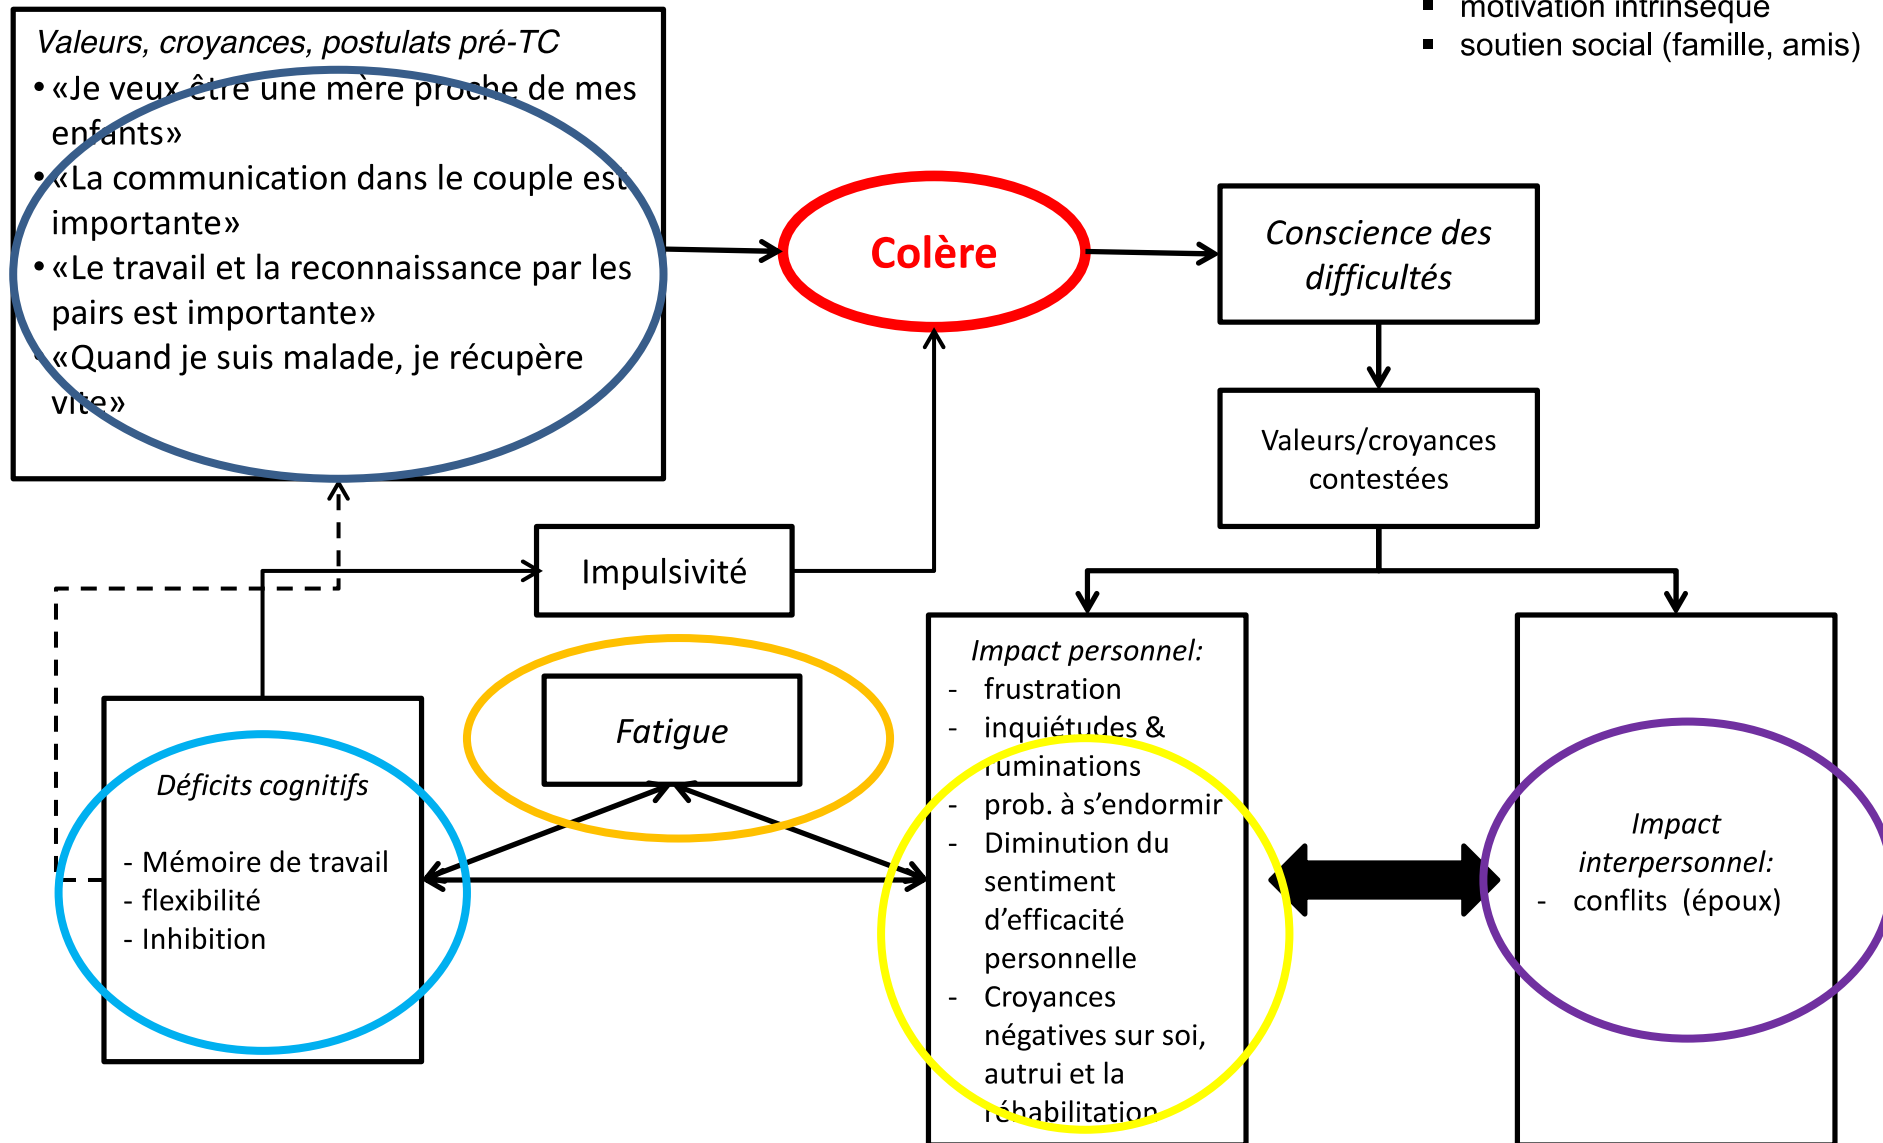 motivation intrinsèque
▪ soutien social (famille, amis)
Valeurs, croyances, postulats pré-TC
• «Je veux être une mère proche de mes
enfants»
• «La communication dans le couple est
importante»
• «Le travail et la reconnaissance par les
pairs est importante»
• «Quand je suis malade, je récupère
vite»
Colère
Conscience des
difficultés
Valeurs/croyances
contestées
Impulsivité
Fatigue
Déficits cognitifs
- Mémoire de travail
- flexibilité
- Inhibition
Impact personnel:
- frustration
- inquiétudes &
ruminations
- prob. à s’endormir
- Diminution du
sentiment
d’efficacité
personnelle
- Croyances
négatives sur soi,
autrui et la
réhabilitation
Impact
interpersonnel:
- conflits (époux)